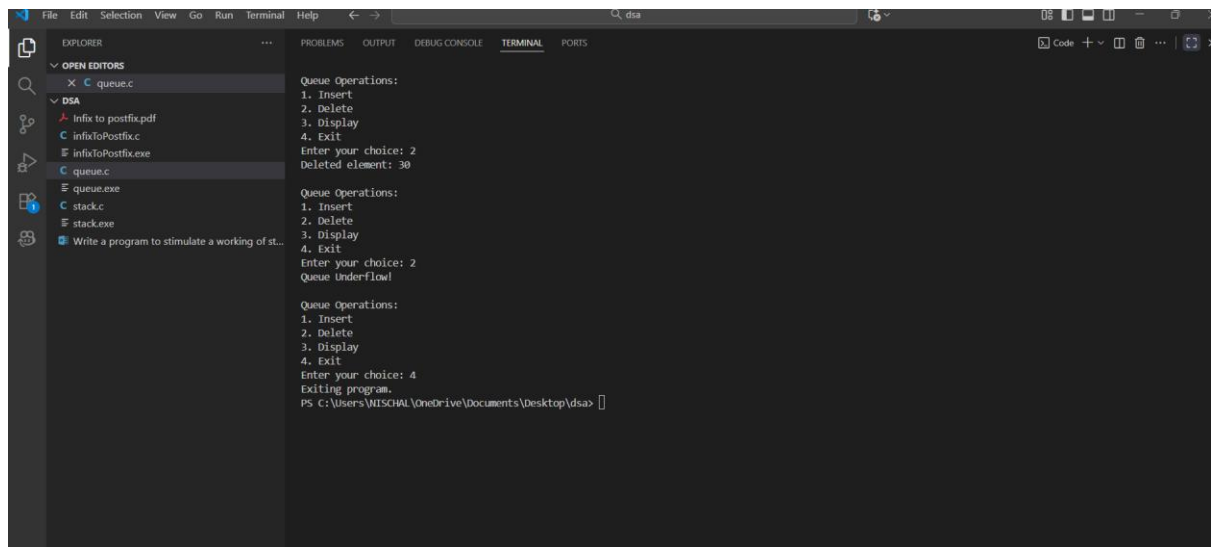 File Edit Selection View Go Run Terminal Help
dsa
EXPLORER
OPEN EDITORS
C queue.c
DSA
Infix to postfix.pdf
C infixToPostfix.c
infixToPostfix.exe
C queue.c
queue.exe
C stack.c
stack.exe
Write a program to stimulate a working of st...
1
PROBLEMS OUTPUT DEBUG CONSOLE TERMINAL PORTS
Code
Queue Operations:
1. Insert
2. Delete
3. Display
4. Exit
Enter your choice: 2
Deleted element: 30
Queue Operations:
1. Insert
2. Delete
3. Display
4. Exit
Enter your choice: 2
Queue Underflow!
Queue Operations:
1. Insert
2. Delete
3. Display
4. Exit
Enter your choice: 4
Exiting program.
PS C:\Users\NISCHAL\OneDrive\Documents\Desktop\dsa>